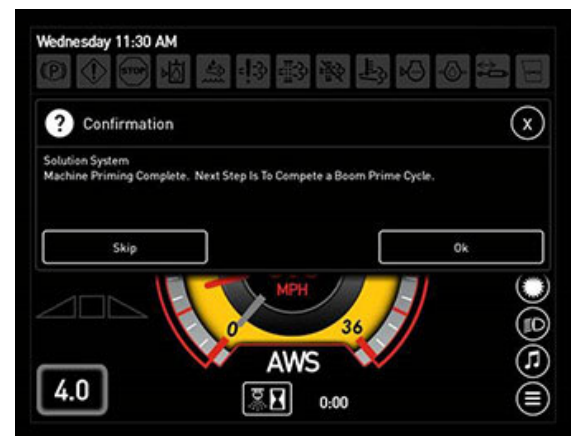 Wednesday 11:30 AM
(P)
STOP
? Confirmation
X
Solution System
Machine Priming Complete. Next Step Is To Compete a Boom Prime Cycle.
Skip
Ok
MPH
0
36
AWS
4.0
0:00